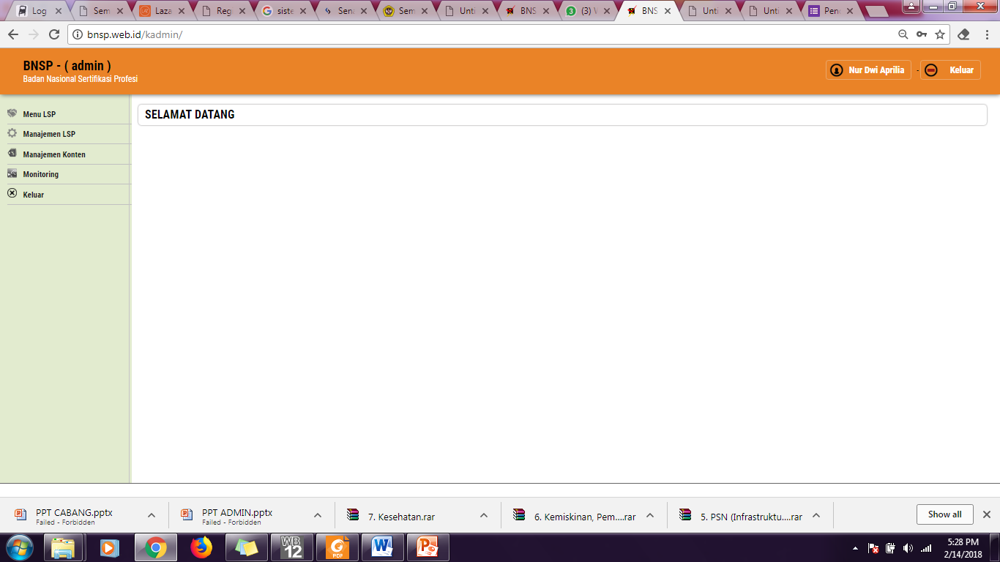 Log
Sem
Laza
Regi
siste
Sena
Sem
Unti
BNS
(3) W
BNS
Unti
Unti
Pen
bnsp.web.id/kadmin/
BNSP - ( admin )
Badan Nasional Sertifikasi Profesi
Nur Dwi Aprilia - Keluar
Menu LSP
Manajemen LSP
Manajemen Konten
Monitoring
Keluar
SELAMAT DATANG
PPT CABANG.pptx
Failed - Forbidden
PPT ADMIN.pptx
Failed - Forbidden
7. Kesehatan.rar
6. Kemiskinan, Pem....rar
5. PSN (Infrastruktu....rar
Show all
WB
12
PDF
5:28 PM
2/14/2018